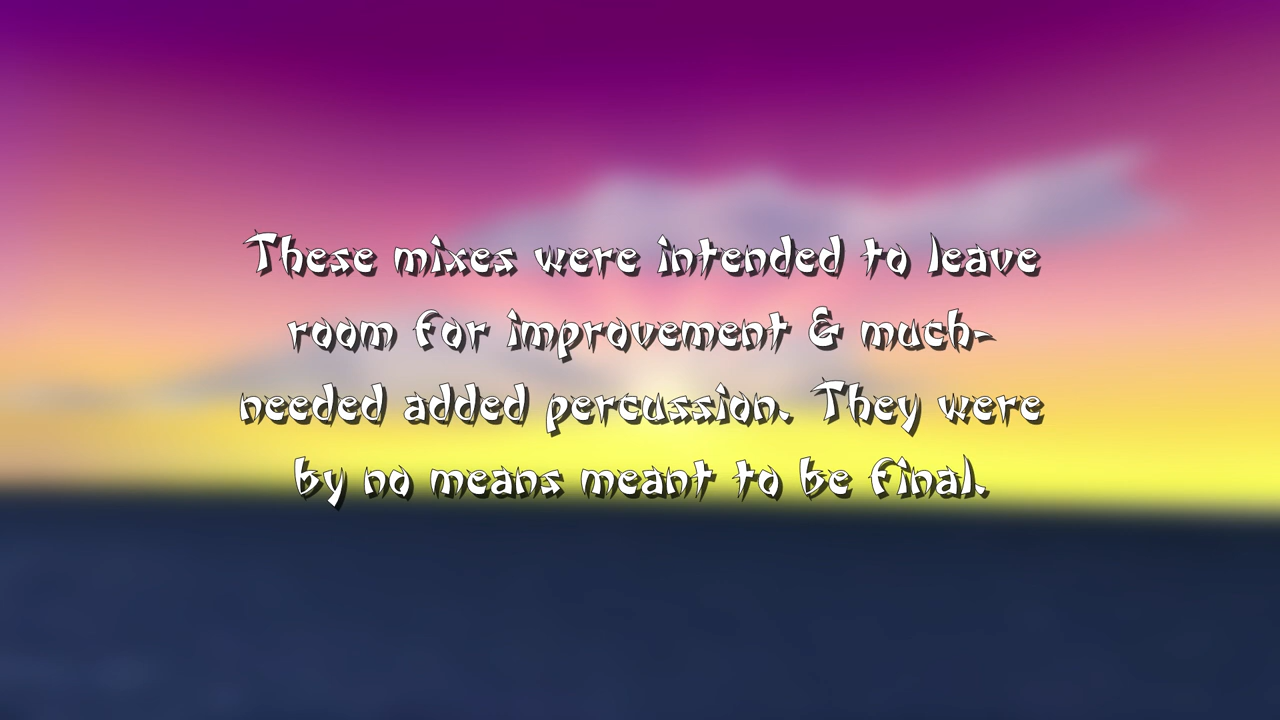 These mixes were intended to leave
room for improvement & much-
needed added percussion. They were
by no means meant to be final.